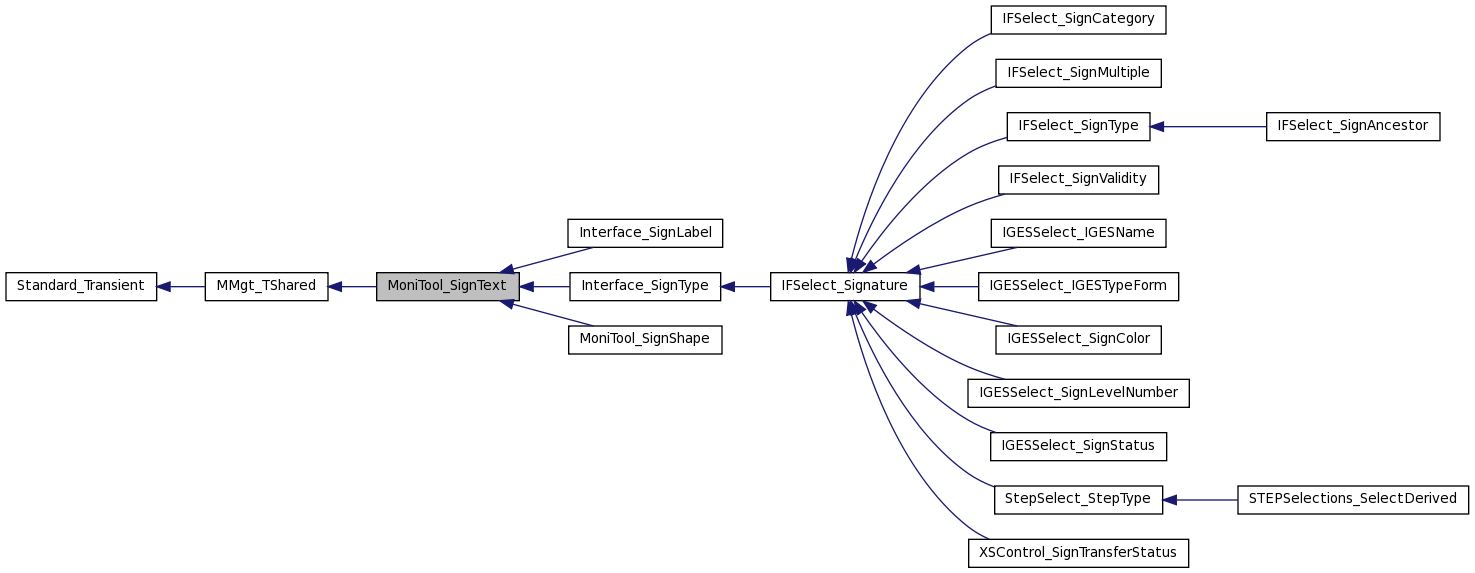 IFSelect_SignCategory
IFSelect_SignMultiple
IFSelect_SignType
IFSelect_SignAncestor
IFSelect_SignValidity
Interface_SignLabel
IGESSelect_IGESName
Standard_Transient
MMgt_TShared
MoniTool_SignText
Interface_SignType
IFSelect_Signature
IGESSelect_IGESTypeForm
MoniTool_SignShape
IGESSelect_SignColor
IGESSelect_SignLevelNumber
IGESSelect_SignStatus
StepSelect_StepType
STEPSelections_SelectDerived
XSControl_SignTransferStatus